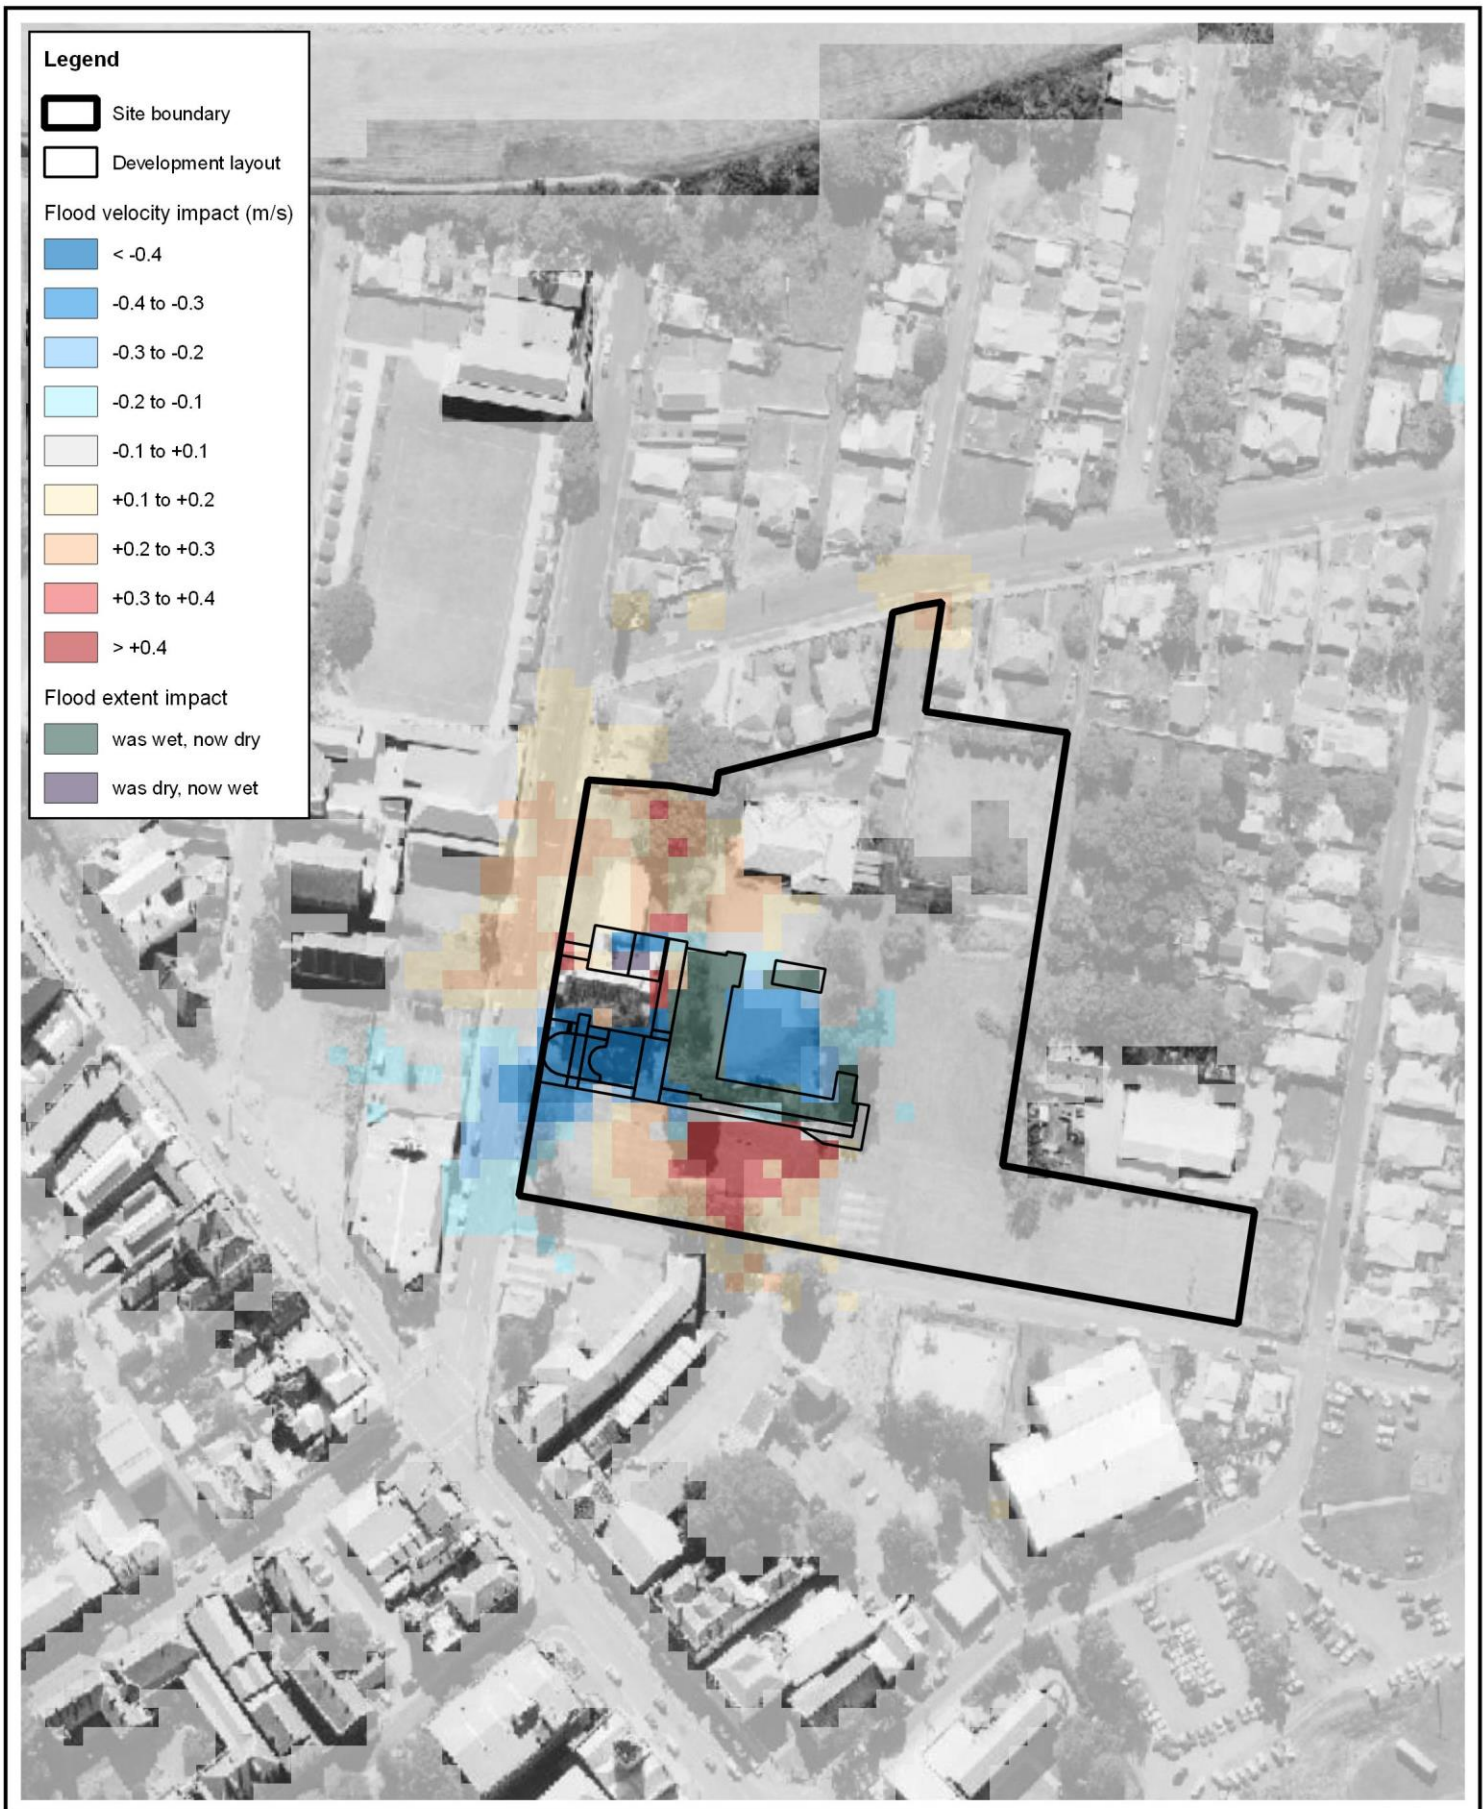 Legend
Site boundary
Development layout
Flood velocity impact (m/s)
< -0.4
-0.4 to -0.3
-0.3 to -0.2
-0.2 to -0.1
-0.1 to +0.1
+0.1 to +0.2
+0.2 to +0.3
+0.3 to +0.4
> +0.4
Flood extent impact
was wet, now dry
was dry, now wet